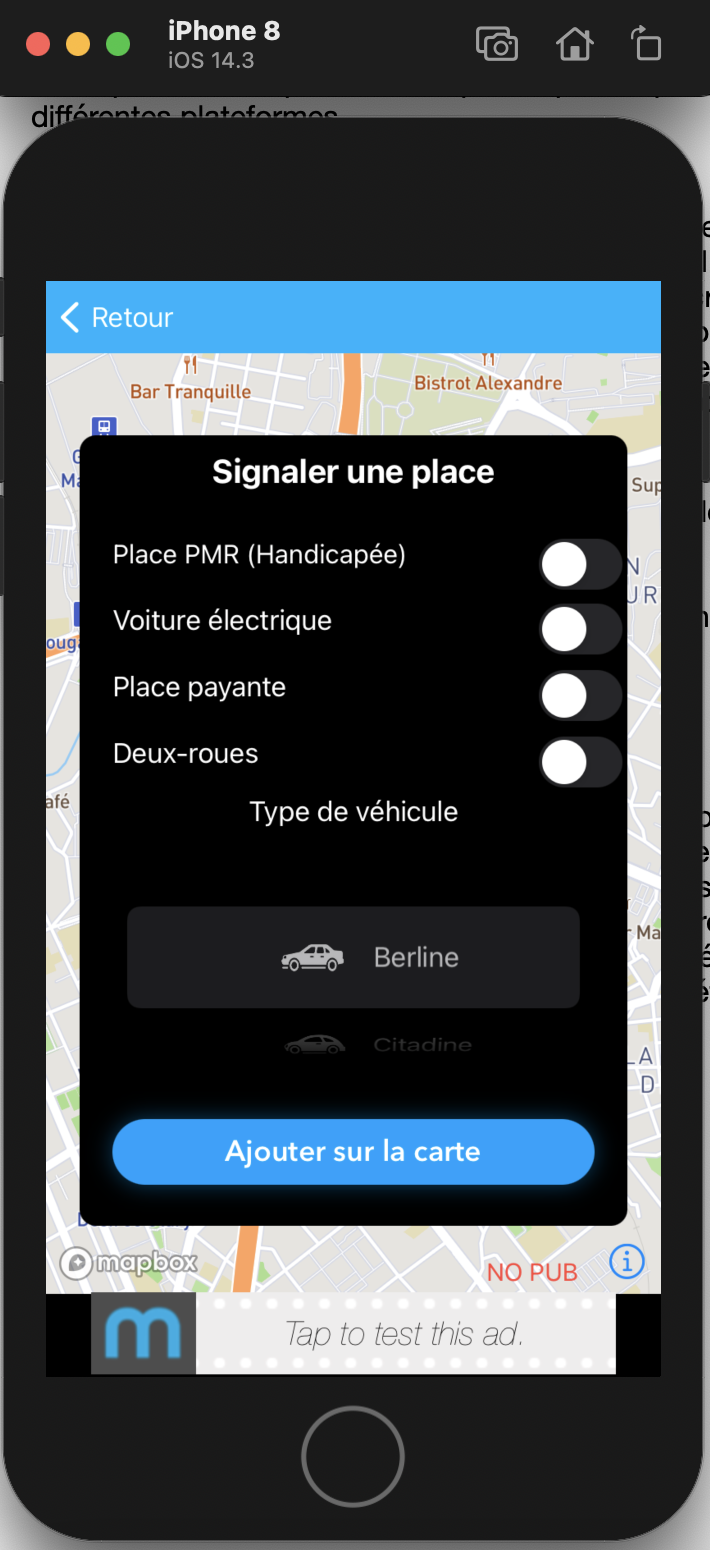 iPhone 8
iOS 14.3
différentes plateformes
Retour
Bar Tranquille
Bistrot Alexandre
Signaler une place
Place PMR (Handicapée)
Voiture électrique
Place payante
Deux-roues
Type de véhicule
Berline
Citadine
Ajouter sur la carte
mapbox
NO PUB
m
Tap to test this ad.